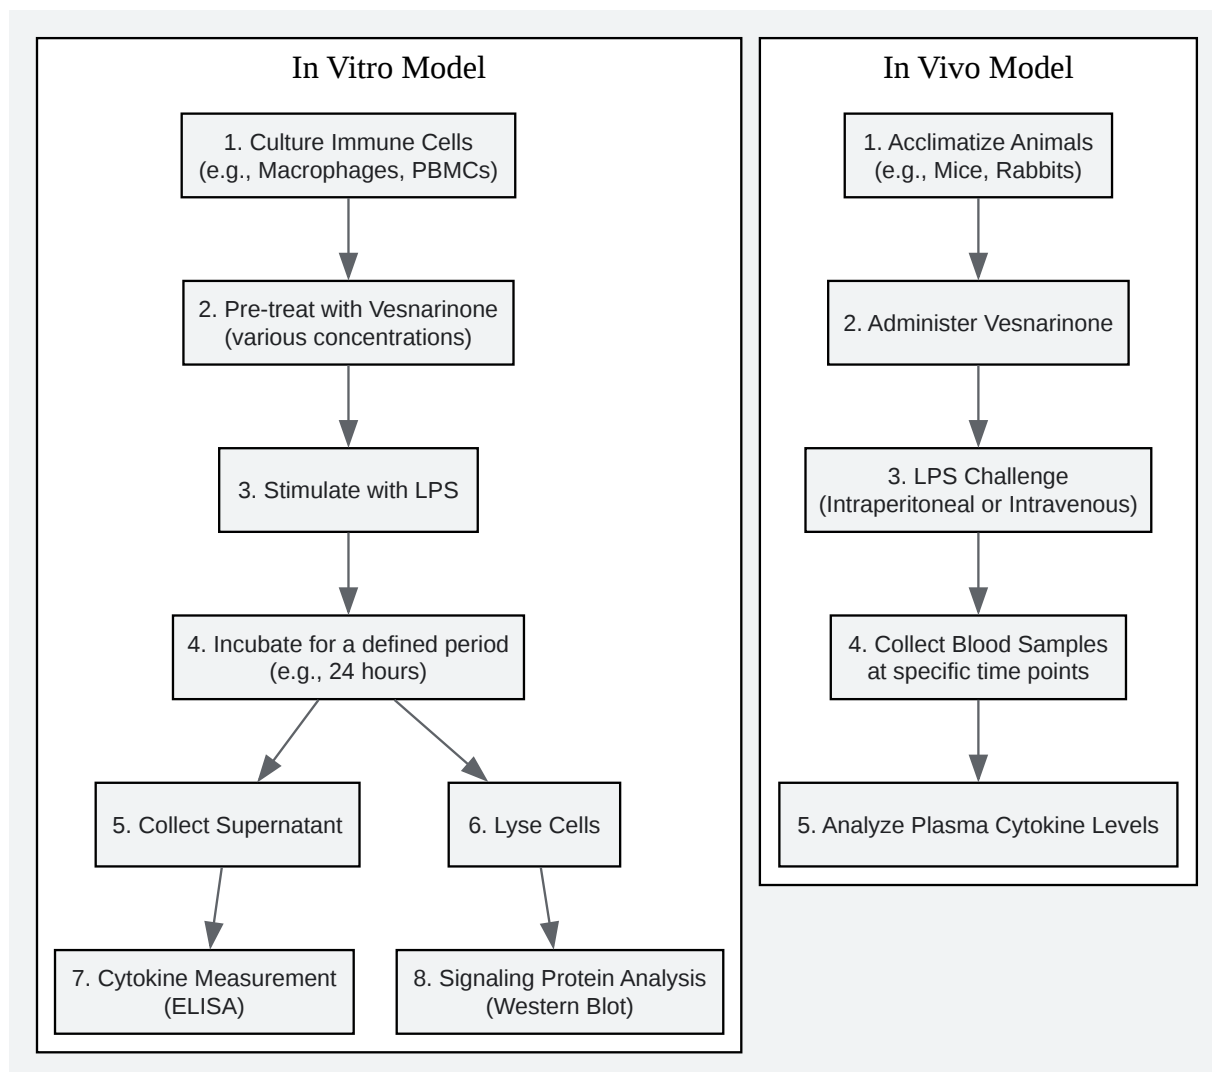 In Vitro Model
1. Culture Immune Cells
(e.g., Macrophages, PBMCs)
2. Pre-treat with Vesnarinone
(various concentrations)
3. Stimulate with LPS
4. Incubate for a defined period
(e.g., 24 hours)
5. Collect Supernatant
6. Lyse Cells
7. Cytokine Measurement
(ELISA)
8. Signaling Protein Analysis
(Western Blot)
In Vivo Model
1. Acclimatize Animals
(e.g., Mice, Rabbits)
2. Administer Vesnarinone
3. LPS Challenge
(Intraperitoneal or Intravenous)
4. Collect Blood Samples
at specific time points
5. Analyze Plasma Cytokine Levels